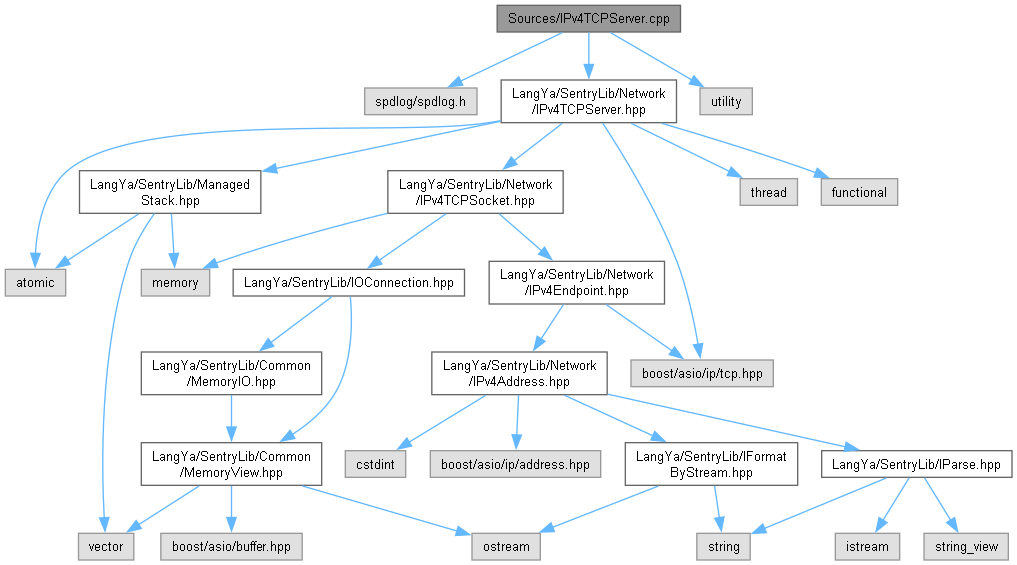 Sources/IPv4TCPServer.cpp
spdlog/spdlog.h
LangYa/SentryLib/Network
/IPv4TCPServer.hpp
utility
LangYa/SentryLib/Managed
Stack.hpp
LangYa/SentryLib/Network
/IPv4TCPSocket.hpp
thread
functional
atomic
memory
LangYa/SentryLib/IOConnection.hpp
LangYa/SentryLib/Network
/IPv4Endpoint.hpp
LangYa/SentryLib/Common
/MemoryIO.hpp
LangYa/SentryLib/Network
/IPv4Address.hpp
boost/asio/ip/tcp.hpp
LangYa/SentryLib/Common
/MemoryView.hpp
cstdint
boost/asio/ip/address.hpp
LangYa/SentryLib/IFormat
ByStream.hpp
LangYa/SentryLib/IParse.hpp
vector
boost/asio/buffer.hpp
ostream
string
istream
string_view